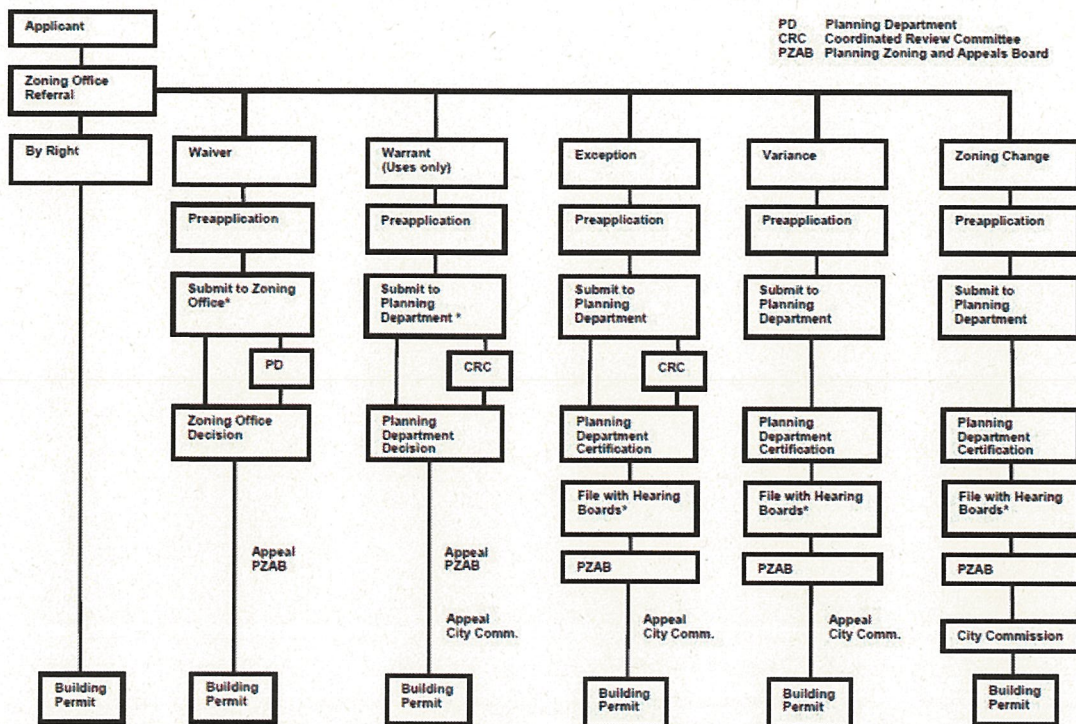 Applicant
PD Planning Department
CRC Coordinated Review Committee
PZAB Planning Zoning and Appeals Board
Zoning Office
Referral
By Right
Waiver
Warrant
(Uses only)
Exception
Variance
Zoning Change
Preapplication
Preapplication
Preapplication
Preapplication
Preapplication
Submit to Zoning
Office*
Submit to
Planning
Department *
Submit to
Planning
Department
Submit to
Planning
Department
Submit to
Planning
Department
PD
CRC
CRC
Zoning Office
Decision
Planning
Department
Decision
Planning
Department
Certification
Planning
Department
Certification
Planning
Department
Certification
File with Hearing
Boards*
File with Hearing
Boards*
File with Hearing
Boards*
Appeal
PZAB
Appeal
PZAB
PZAB
PZAB
PZAB
Appeal
City Comm.
Appeal
City Comm.
Appeal
City Comm.
City Commission
Building
Permit
Building
Permit
Building
Permit
Building
Permit
Building
Permit
Building
Permit